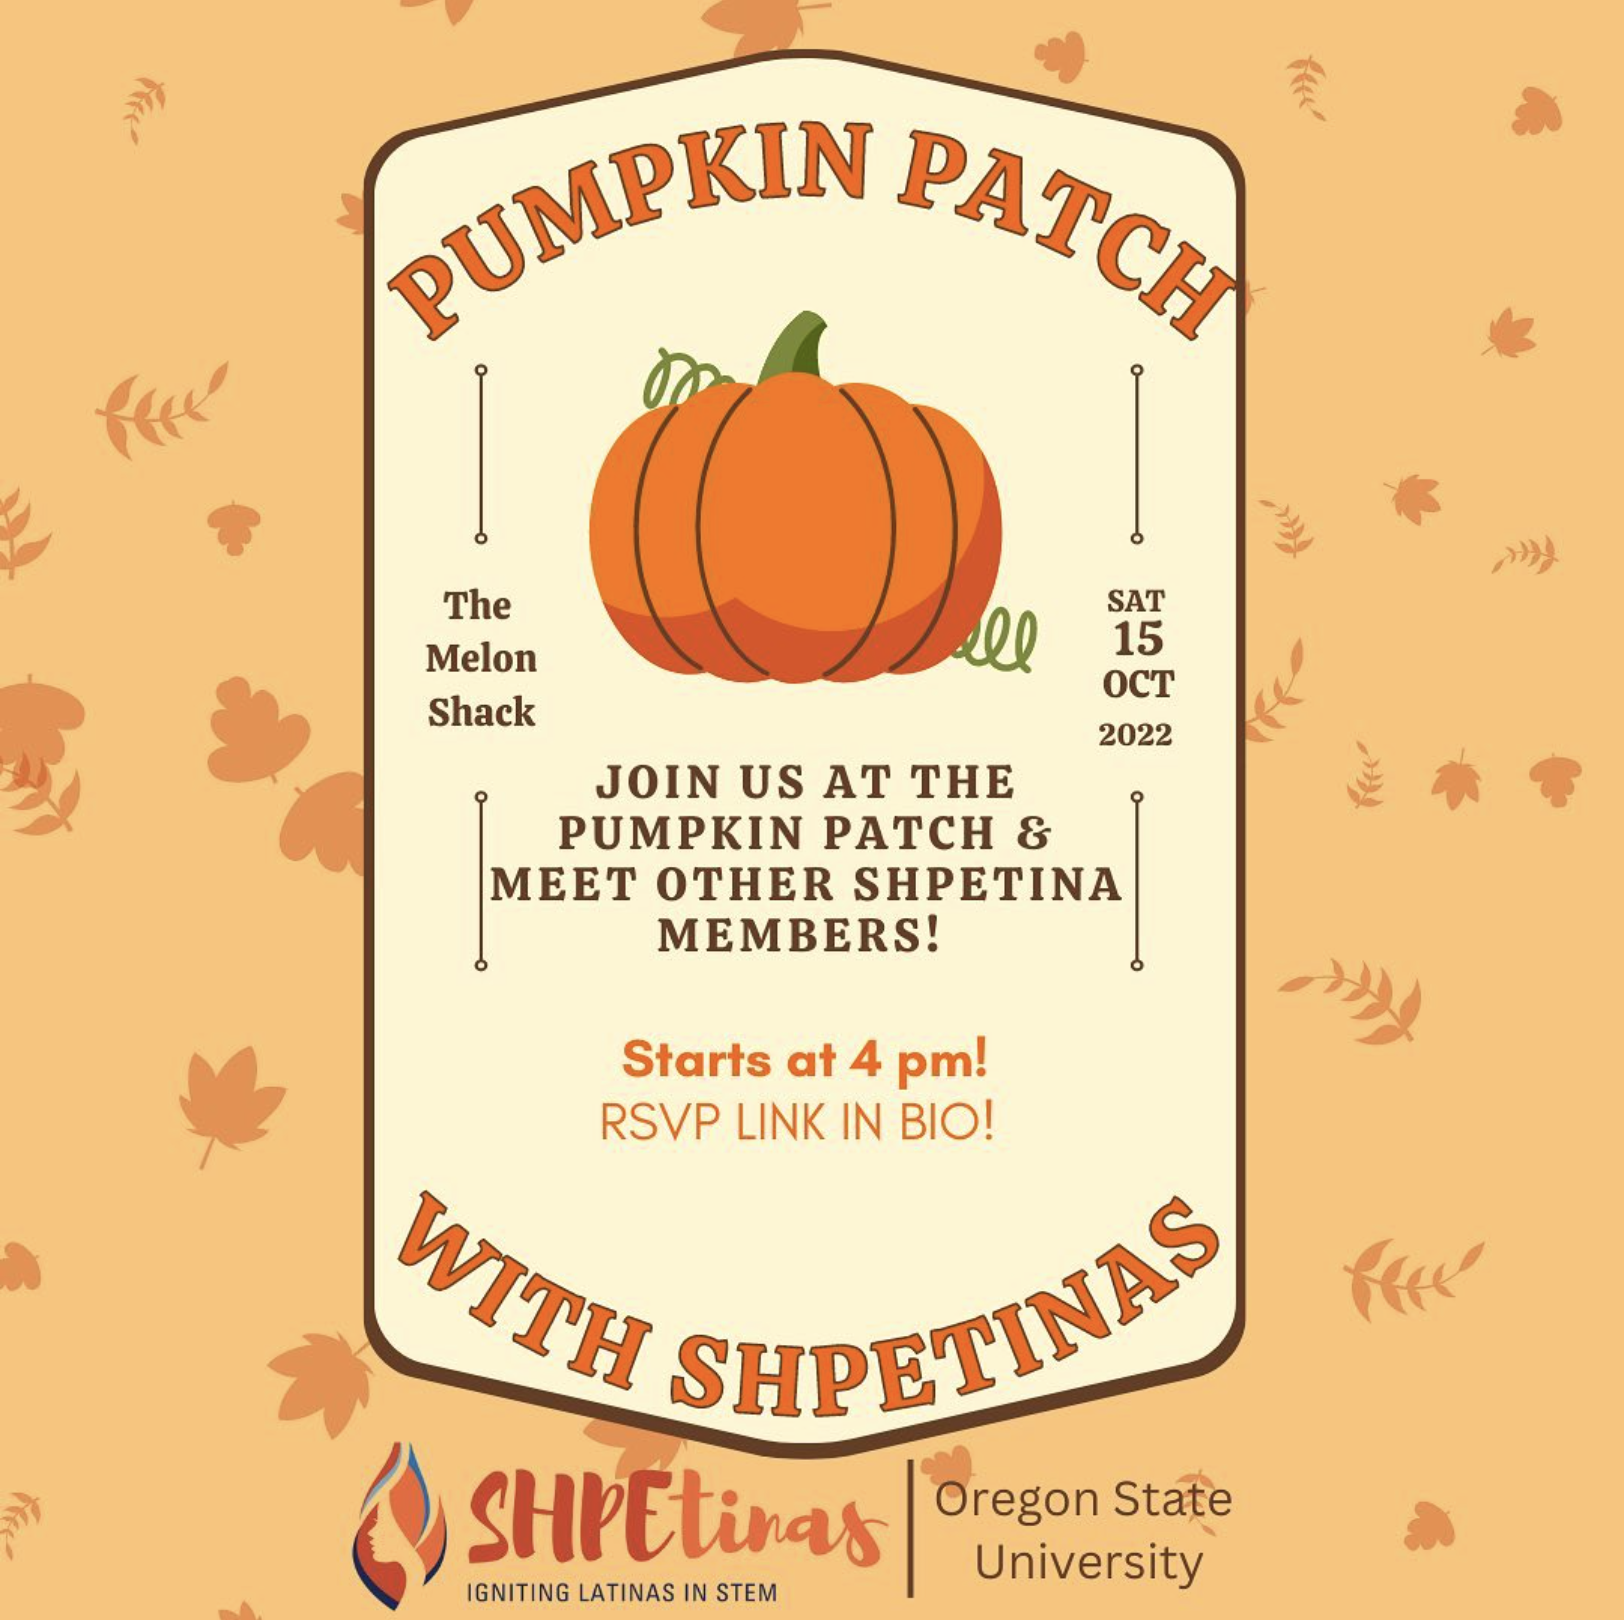 PUMPKIN PATCH
The
Melon
Shack
SAT
15
OCT
2022
JOIN US AT THE
PUMPKIN PATCH &
MEET OTHER SHPETINA
MEMBERS!
Starts at 4 pm!
RSVP LINK IN BIO!
WITH SHPETINAS
SHPEtinas
IGNITING LATINAS IN STEM
Oregon State
University